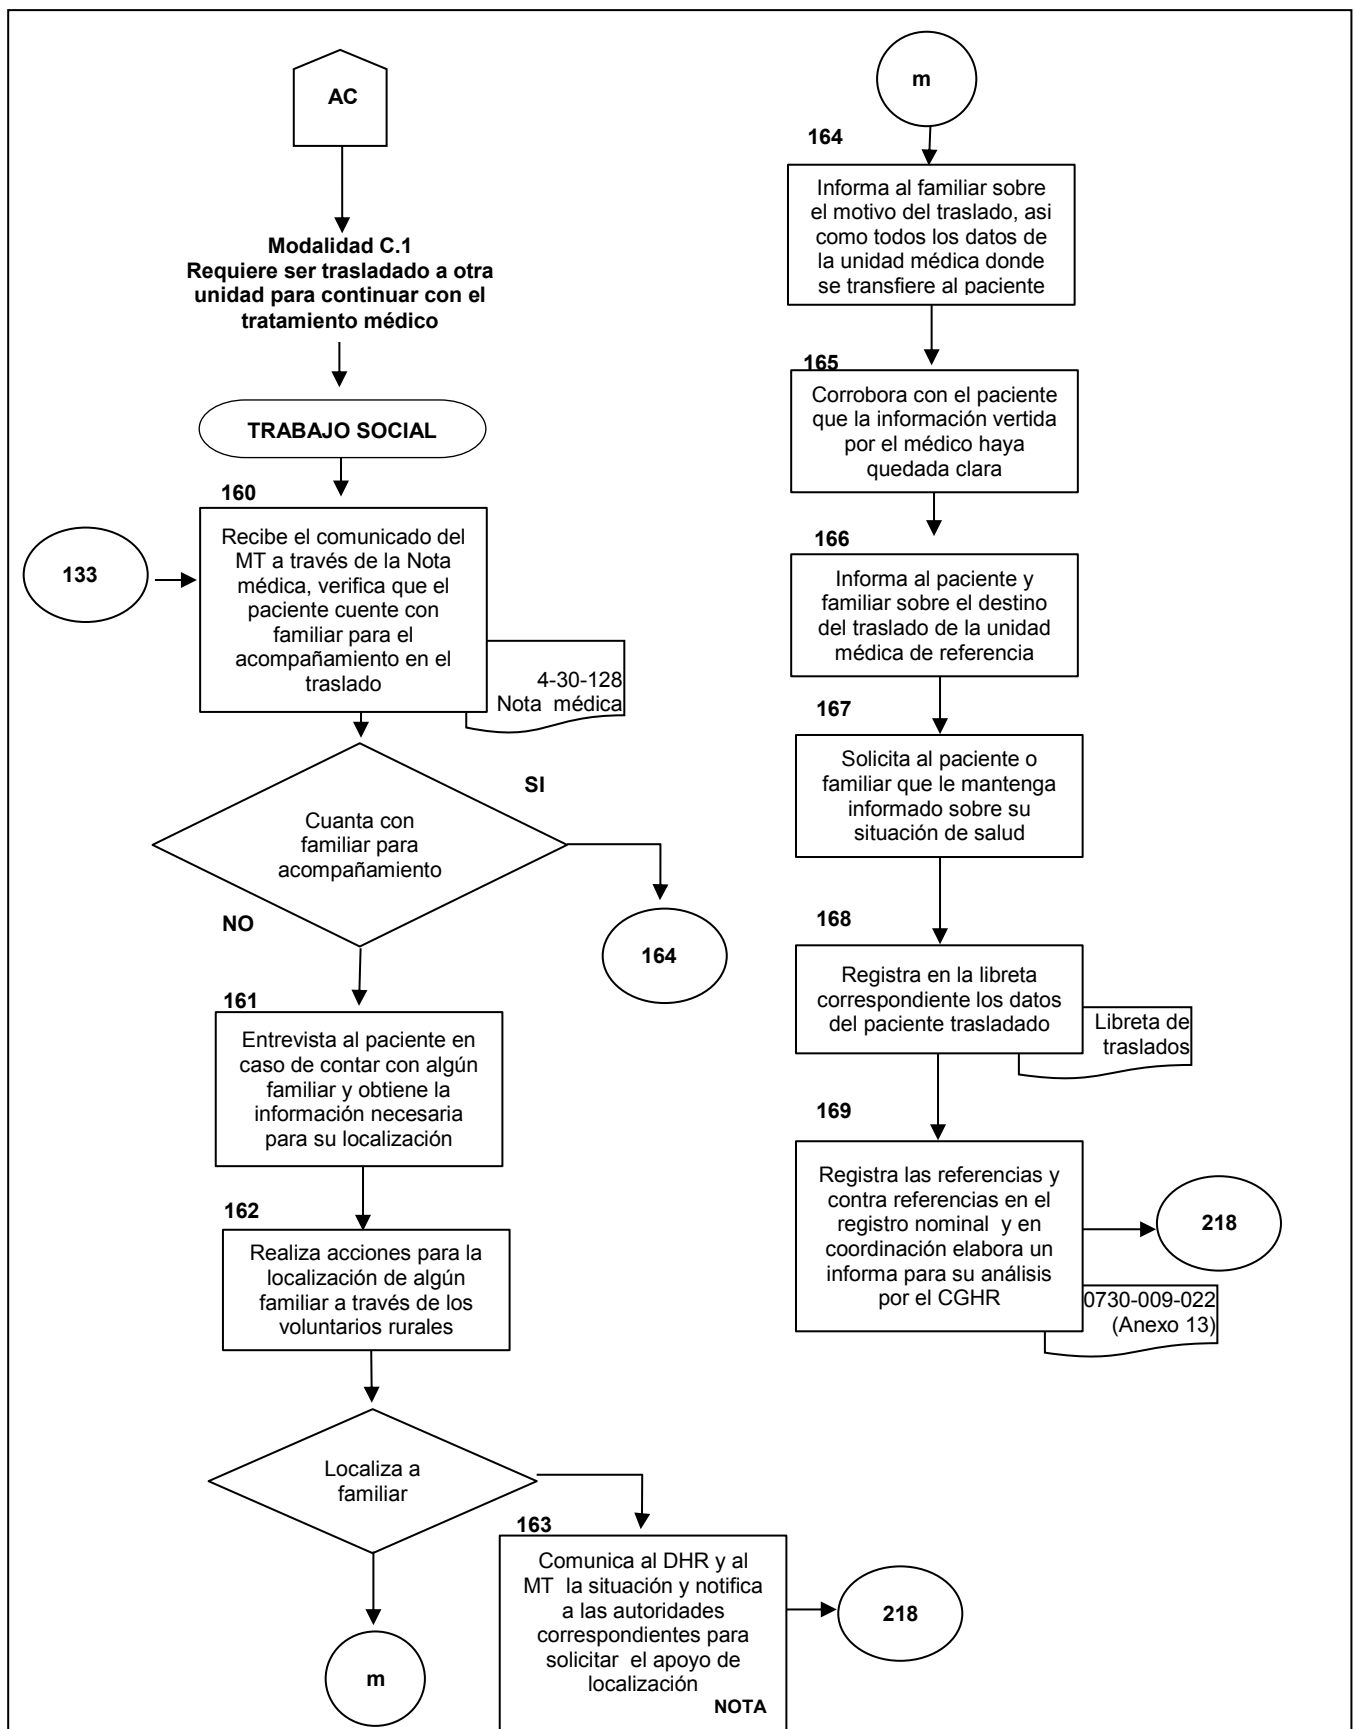 AC
Modalidad C.1
Requiere ser trasladado a otra
unidad para continuar con el
tratamiento médico
TRABAJO SOCIAL
160
133
Recibe el comunicado del
MT a través de la Nota
médica, verifica que el
paciente cuente con
familiar para el
acompañamiento en el
traslado
4-30-128
Nota médica
SI
Cuanta con
familiar para
acompañamiento
NO
164
161
Entrevista al paciente en
caso de contar con algún
familiar y obtiene la
información necesaria
para su localización
162
Realiza acciones para la
localización de algún
familiar a través de los
voluntarios rurales
Localiza a
familiar
163
Comunica al DHR y al
MT la situación y notifica
a las autoridades
correspondientes para
solicitar el apoyo de
localización
NOTA
218
m
m
164
Informa al familiar sobre
el motivo del traslado, asi
como todos los datos de
la unidad médica donde
se transfiere al paciente
165
Corrobora con el paciente
que la información vertida
por el médico haya
quedada clara
166
Informa al paciente y
familiar sobre el destino
del traslado de la unidad
médica de referencia
167
Solicita al paciente o
familiar que le mantenga
informado sobre su
situación de salud
168
Registra en la libreta
correspondiente los datos
del paciente trasladado
Libreta de
traslados
169
Registra las referencias y
contra referencias en el
registro nominal y en
coordinación elabora un
informa para su análisis
por el CGHR
218
0730-009-022
(Anexo 13)